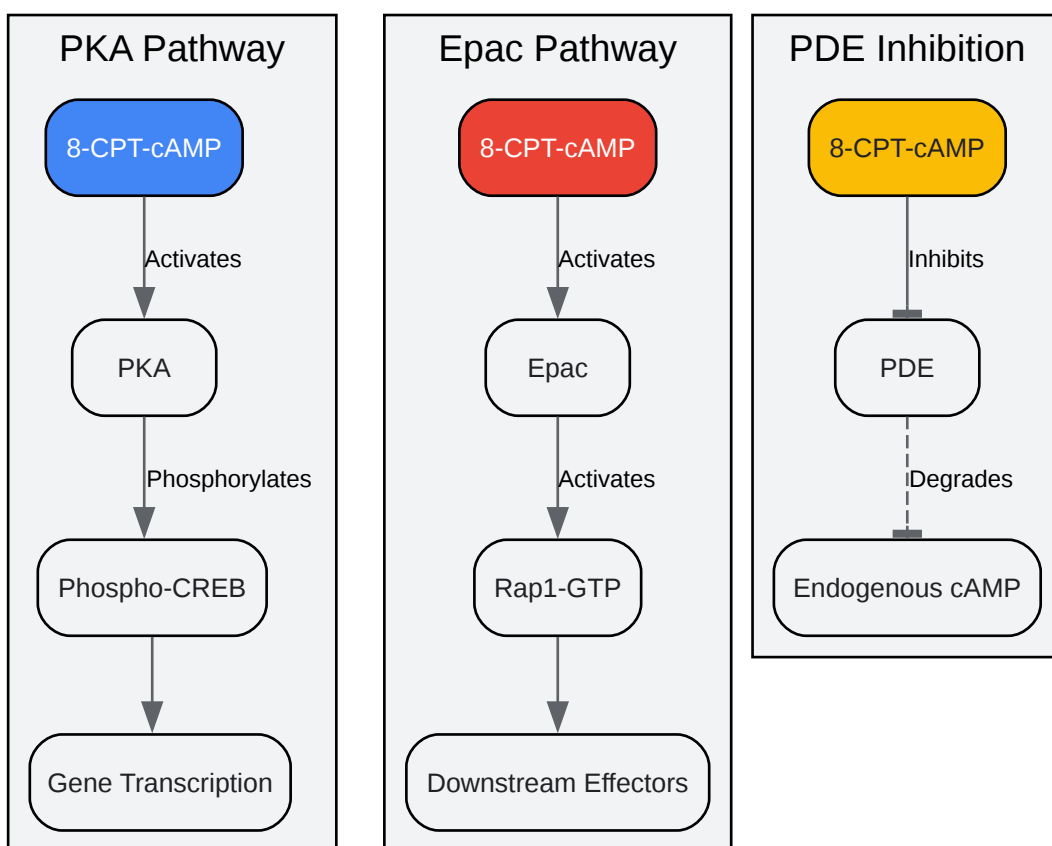 PKA Pathway
8-CPT-cAMP
Activates
PKA
Phosphorylates
Phospho-CREB
Gene Transcription
Epac Pathway
8-CPT-cAMP
Activates
Epac
Activates
Rap1-GTP
Downstream Effectors
PDE Inhibition
8-CPT-cAMP
Inhibits
PDE
Degrades
Endogenous cAMP